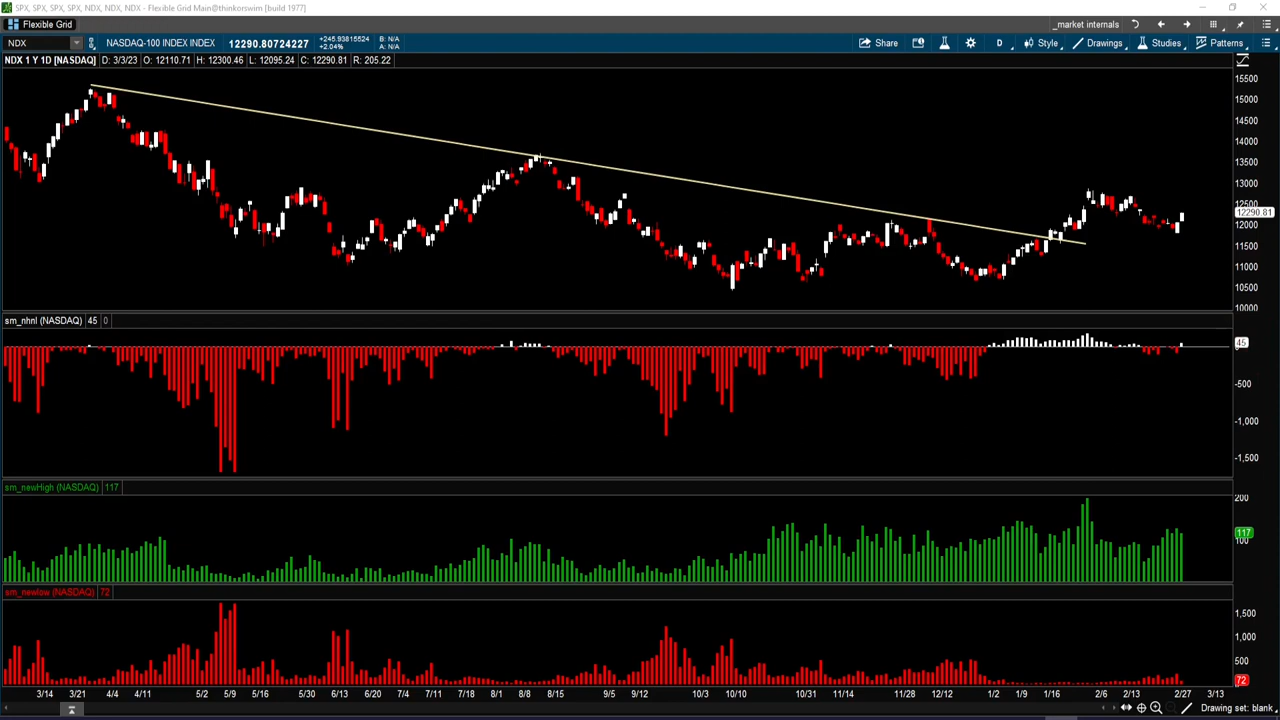 SPX, SPX, SPX, SPX, NDX, NDX, NDX, NDX - Flexible Grid Main@thinkorswim [build 1977]
Flexible Grid
_market internals
NDX
NASDAQ-100 INDEX INDEX
12290.80724227
+245.93815524
+2.04%
B: N/A
A: N/A
Share
D
Style
Drawings
Studies
Patterns
NDX 1 Y 1D [NASDAQ]
D: 3/3/23
O: 12110.71
H: 12300.46
L: 12095.24
C: 12290.81
R: 205.22
15500
15000
14500
14000
13500
13000
12500
12290.81
12000
11500
11000
10500
10000
sm_nhnl (NASDAQ)
45
0
45
-500
-1,000
-1,500
sm_newHigh (NASDAQ)
117
200
117
100
sm_newlow (NASDAQ)
72
1,500
1,000
500
72
3/14 3/21 4/4 4/11 5/2 5/9 5/16 5/30 6/13 6/20 7/4 7/11 7/18 8/1 8/8 8/15 9/5 9/12 10/3 10/10 10/31 11/14 11/28 12/12 1/2 1/9 1/16 2/6 2/13 2/27 3/13
Drawing set: blank